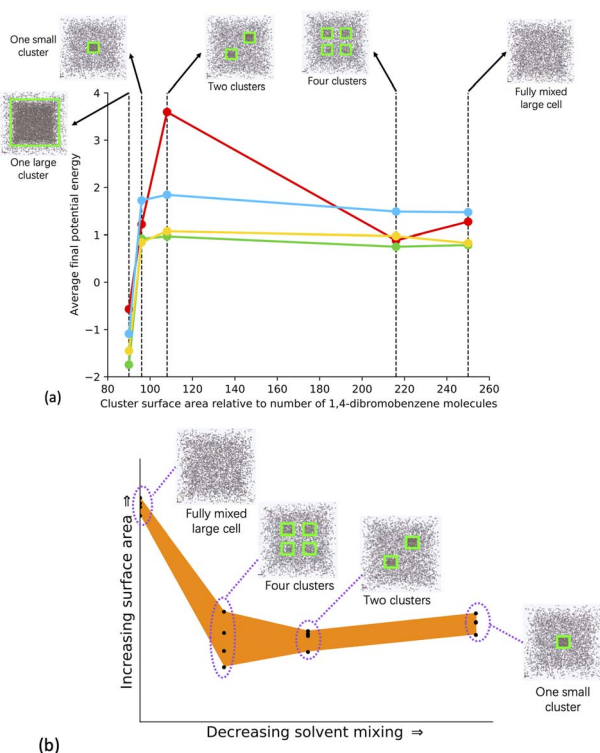 One small
cluster
Two clusters
Four clusters
Fully mixed
large cell
One large
cluster
4
3
2
1
0
−1
−2
Average final potential energy
80
100
120
140
160
180
200
220
240
260
(a)
Cluster surface area relative to number of 1,4-dibromobenzene molecules
Increasing surface area ⇒
Fully mixed
large cell
Four clusters
Two clusters
One small
cluster
Decreasing solvent mixing ⇒
(b)